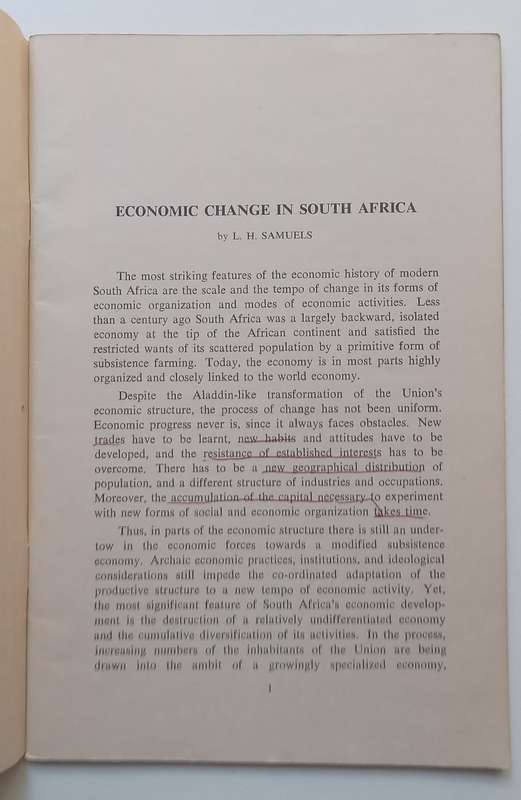 ECONOMIC CHANGE IN SOUTH AFRICA
by L. H. SAMUELS
The most striking features of the economic history of modern
South Africa are the scale and the tempo of change in its forms of
economic organization and modes of economic activities. Less
than a century ago South Africa was a largely backward, isolated
economy at the tip of the African continent and satisfied the
restricted wants of its scattered population by a primitive form of
subsistence farming. Today, the economy is in most parts highly
organized and closely linked to the world economy.
Despite the Aladdin-like transformation of the Union's
economic structure, the process of change has not been uniform.
Economic progress never is, since it always faces obstacles. New
trades have to be learnt, new habits and attitudes have to be
developed, and the resistance of established interests has to be
overcome. There has to be a new geographical distribution of
population, and a different structure of industries and occupations.
Moreover, the accumulation of the capital necessary to experiment
with new forms of social and economic organization takes time.
Thus, in parts of the economic structure there is still an under-
tow in the economic forces towards a modified subsistence
economy. Archaic economic practices, institutions, and ideological
considerations still impede the co-ordinated adaptation of the
productive structure to a new tempo of economic activity. Yet,
the most significant feature of South Africa's economic develop-
ment is the destruction of a relatively undifferentiated economy
and the cumulative diversification of its activities. In the process,
increasing numbers of the inhabitants of the Union are being
drawn into the ambit of a growingly specialized economy,
1